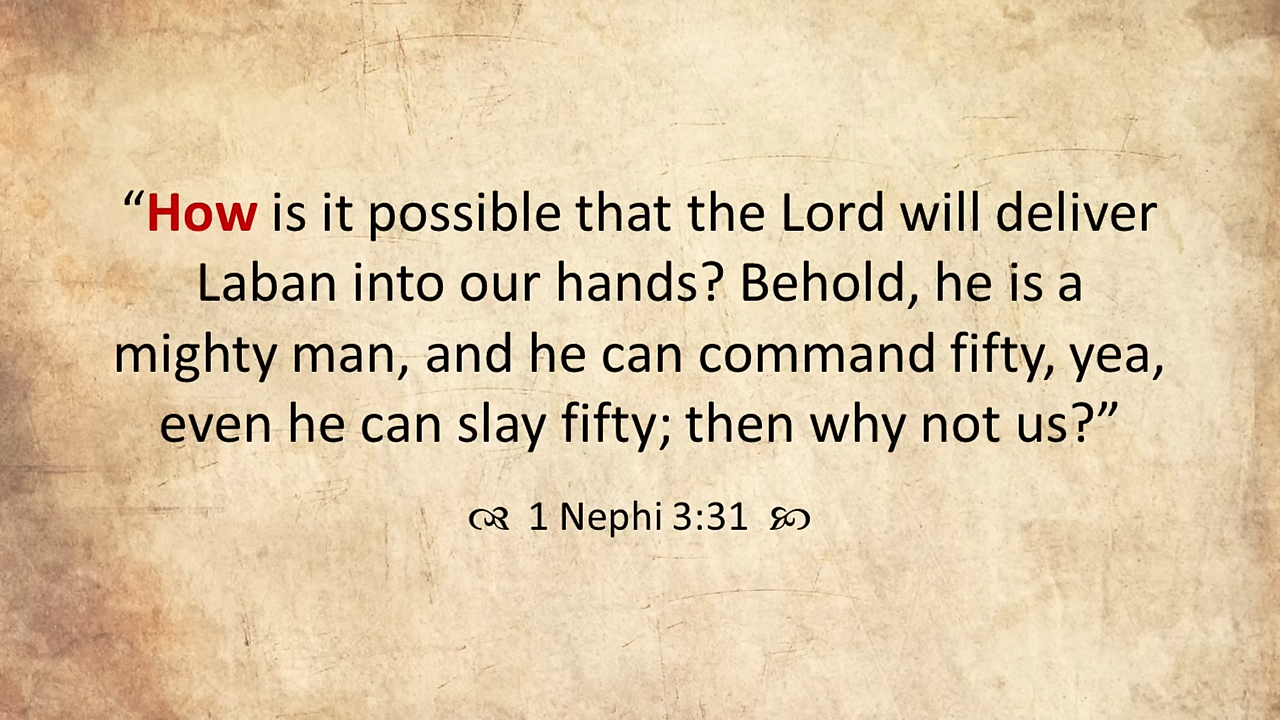 “How is it possible that the Lord will deliver
Laban into our hands? Behold, he is a
mighty man, and he can command fifty, yea,
even he can slay fifty; then why not us?”
1 Nephi 3:31